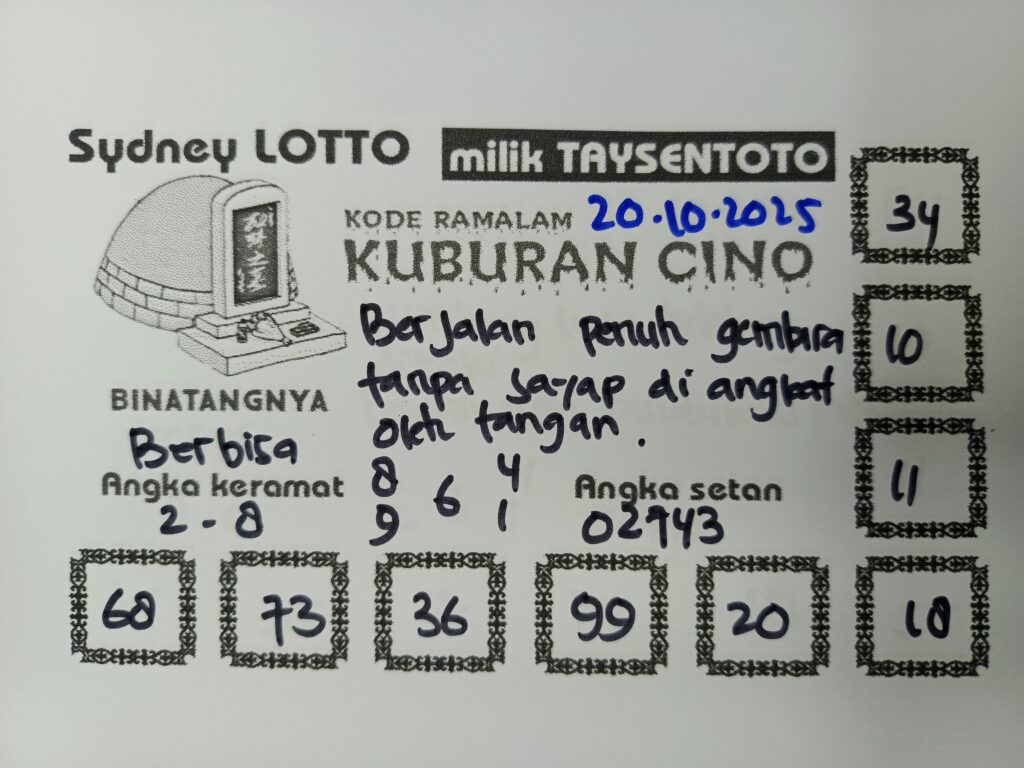 Sydney LOTTO
milik TAYSENTOTO
KODE RAMALAM 20.10.2025
KUBURAN CINO
Berjalan penuh gembira
tanpa sayap di angkat
oleh tangan.
BINATANGNYA
Berbisa
Angka keramat
2 - 8
8 4
6
9 1
Angka setan
02943
34
10
11
68 73 36 99 20 18